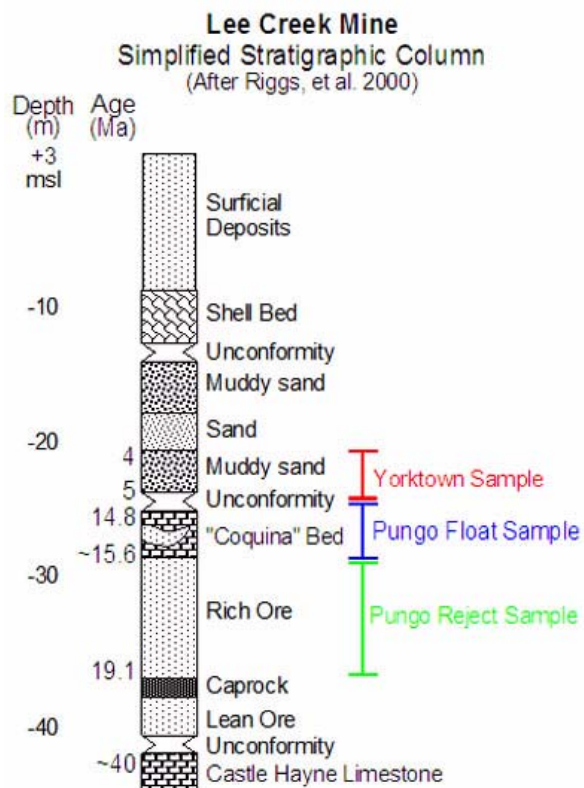 Lee Creek Mine
Simplified Stratigraphic Column
(After Riggs, et al. 2000)
Depth
(m)
Age
(Ma)
+3
msl
Surficial
Deposits
-10
Shell Bed
Unconformity
Muddy sand
-20
Sand
4
Muddy sand
Yorktown Sample
5
Unconformity
14.8
"Coquina" Bed
Pungo Float Sample
~15.6
-30
Rich Ore
Pungo Reject Sample
19.1
Caprock
-40
Lean Ore
Unconformity
~40
Castle Hayne Limestone